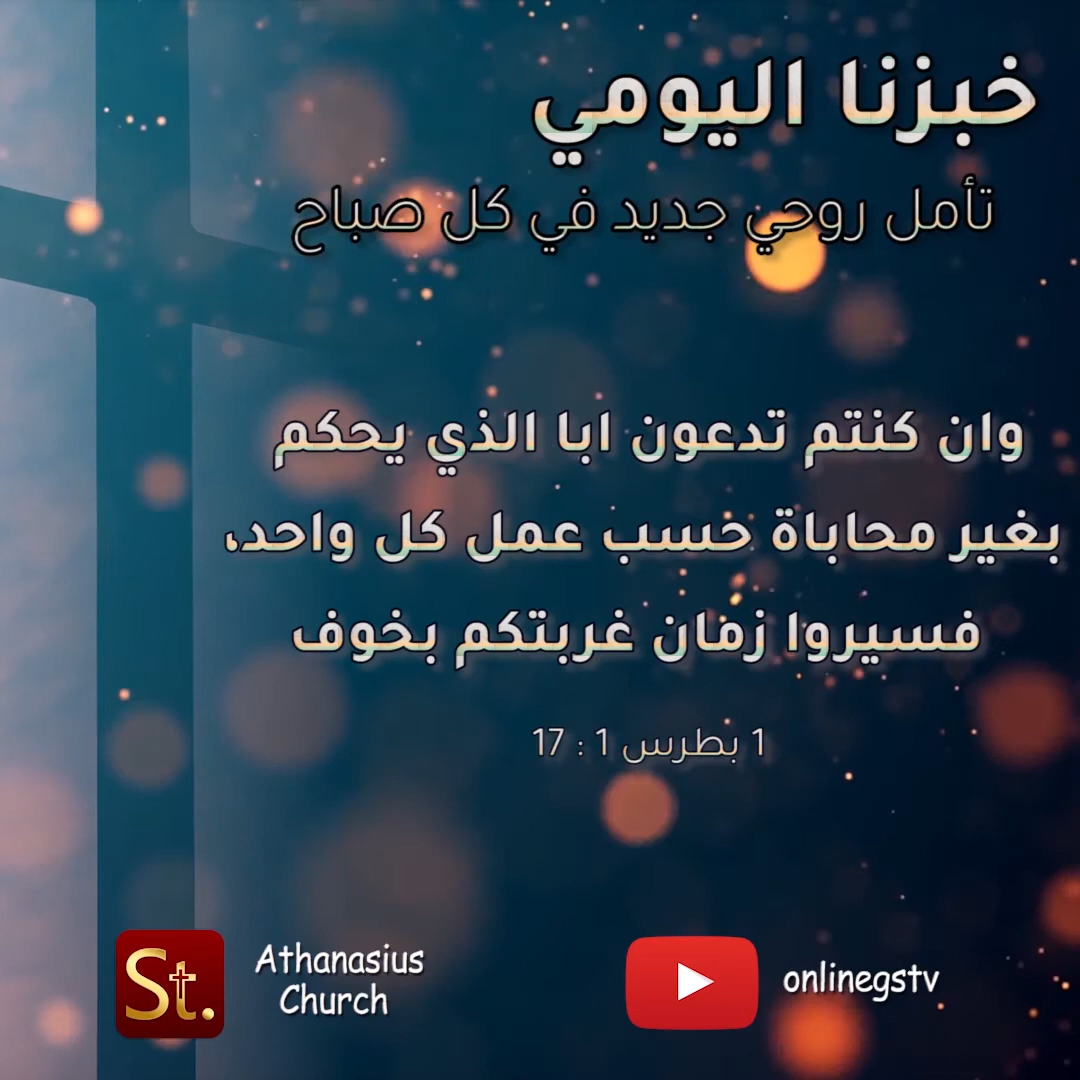 خبزنا اليومي
تأمل روحي جديد في كل صباح
وان كنتم تدعون ابا الذي يحكم
بغير محاباة حسب عمل كل واحد،
فسيروا زمان غربتكم بخوف
1 بطرس 1 : 17
St.
Athanasius
Church
onlinegstv